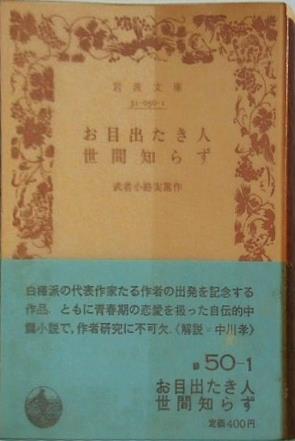 岩波文庫
31-050-1
お目出たき人
世間知らず
武者小路実篤作
白樺派の代表作家たる作者の出発を記念する
作品.ともに青春期の恋愛を扱った自伝的中
篇小説で,作者研究に不可欠.(解説=中川孝)
緑50-1
お目出たき人
世間知らず
定価400円